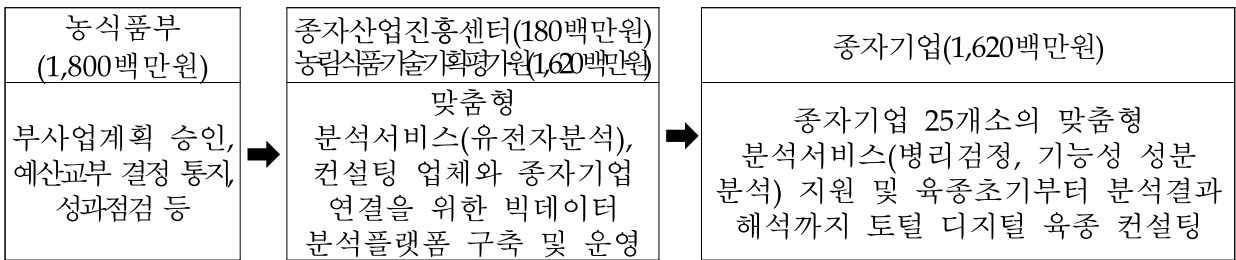 농식품부
(1,800백만원)
부사업계획 승인,
예산교부 결정 통지,
성과점검 등
종자산업진흥센터(180백만원)
농림식품기술기획평가원(1,620백만원)
맞춤형
분석서비스(유전자분석),
컨설팅 업체와 종자기업
연결을 위한 빅데이터
분석플랫폼 구축 및 운영
종자기업(1,620백만원)
종자기업 25개소의 맞춤형
분석서비스(병리검정, 기능성 성분
분석) 지원 및 육종초기부터 분석결과
해석까지 토털 디지털 육종 컨설팅